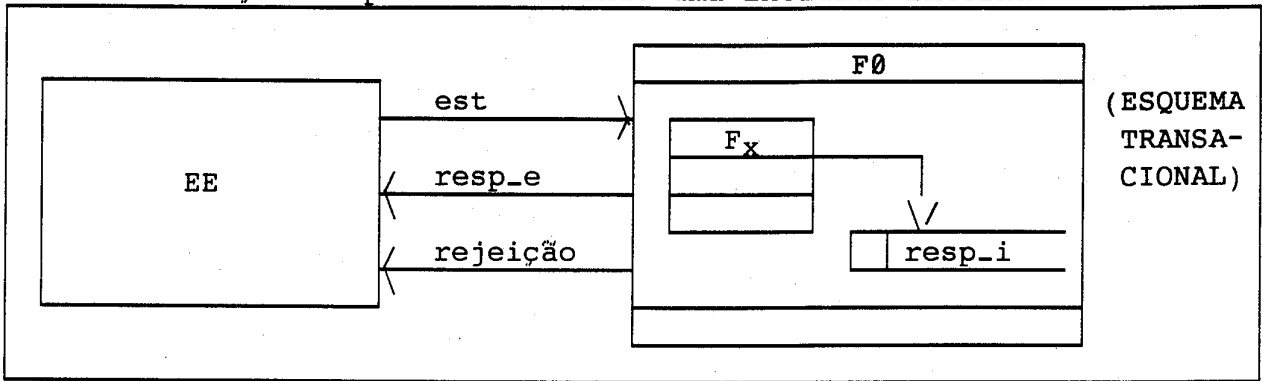 F0
est
(ESQUEMA
TRANSA-
CIONAL)
Fx
EE
resp_e
resp_i
rejeição